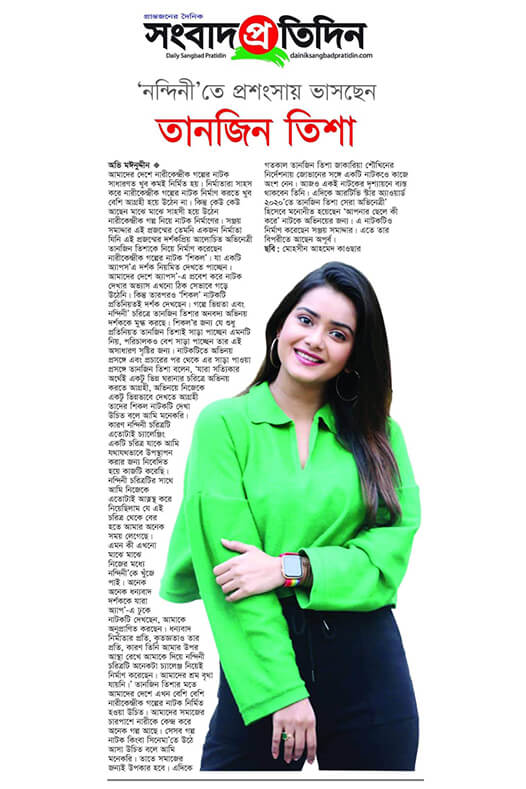 প্রান্তজনের দৈনিক
সংবাদ প্রতিদিন
Daily Sangbad Pratidin
dainiksangbadpratidin.com
‘নন্দিনী’তে প্রশংসায় ভাসছেন
তানজিন তিশা
অভি মঈনুদ্দীন ◆
আমাদের দেশে নারীকেন্দ্রীক গল্পের নাটক
সাধারণত খুব কমই নির্মিত হয়। নির্মাতারা সাহস
করে নারীকেন্দ্রীক গল্পের নাটক নির্মাণ করতে খুব
বেশি আগ্রহী হয়ে উঠেন না। কিন্তু কেউ কেউ
আছেন মাঝে মাঝে সাহসী হয়ে উঠেন
নারীকেন্দ্রীক গল্প নিয়ে নাটক নির্মাণের। সঞ্জয়
সমাদ্দার এই প্রজন্মের তেমনি একজন নির্মাতা
যিনি এই প্রজন্মের দর্শকপ্রিয় আলোচিত অভিনেত্রী
তানজিন তিশাকে নিয়ে নির্মাণ করেছেন
নারীকেন্দ্রীক গল্পের নাটক ‘শিকল’। যা একটি
অ্যাপস’এ দর্শক নিয়মিত দেখতে পাচ্ছেন।
আমাদের দেশে অ্যাপস’-এ প্রবেশ করে নাটক
দেখার অভ্যাস এখনো ঠিক সেভাবে গড়ে
উঠেনি। কিন্তু তারপরও ‘শিকল’ নাটকটি
প্রতিনিয়তই দর্শক দেখছেন। গল্পে ভিন্নতা এবং
নন্দিনী’ চরিত্রে তানজিন তিশার অনবদ্য অভিনয়
দর্শককে মুগ্ধ করছে। শিকল’র জন্য যে শুধু
প্রতিনিয়ত তানজিন তিশাই সাড়া পাচ্ছেন এমনটি
নিয়, পরিচালকও বেশ সাড়া পাচ্ছেন তার এই
অসাধারণ সৃষ্টির জন্য। নাটকটিতে অভিনয়
প্রসঙ্গে এবং প্রচারের পর থেকে এর সাড়া পাওয়া
প্রসঙ্গে তানজিন তিশা বলেন, ‘যারা সত্যিকার
অর্থেই একটু ভিন্ন ঘরানার চরিত্রে অভিনয়
করতে আগ্রহী, অভিনয়ে নিজেকে
একটু ভিন্নভাবে দেখতে আগ্রহী
তাদের শিকল নাটকটি দেখা
উচিত বলে আমি মনেকরি।
কারণ নন্দিনী চরিত্রটি
এতোটাই চ্যালেঞ্জিং
একটি চরিত্র যাকে আমি
যথাযথভাবে উপস্থাপন
করার জন্য নিবেদিত
হয়ে কাজটি করেছি।
নন্দিনী চরিত্রটির সাথে
আমি নিজেকে
এতোটাই আত্মস্থ করে
নিয়েছিলাম যে এই
চরিত্র থেকে বের
হতে আমার অনেক
সময় লেগেছে।
এমন কী এখনো
মাঝে মাঝে
নিজের মধ্যে
নন্দিনী’কে খুঁজে
পাই। অনেক
অনেক ধন্যবাদ
দর্শককে যারা
অ্যাপ’-এ ঢুকে
নাটকটি দেখছেন, আমাকে
অনুপ্রাণিত করছেন। ধন্যবাদ
নির্মাতার প্রতি, কৃতজ্ঞতাও তার
প্রতি, কারণ তিনি আমার উপর
আস্থা রেখে আমাকে দিয়ে নন্দিনী
চরিত্রটি অনেকটা চ্যালেঞ্জ নিয়েই
নির্মাণ করেছেন। আমাদের শ্রম বৃথা
যায়নি।’ তানজিন তিশার মতে
আমাদের দেশে এখন বেশি বেশি
নারীকেন্দ্রীক গল্পের নাটক নির্মিত
হওয়া উচিত। আমাদের সমাজের
চারপাশে নারীকে কেন্দ্র করে
অনেক গল্প আছে। সেসব গল্প
নাটক কিংবা সিনেমা’তে উঠে
আসা উচিত বলে আমি
মনেকরি। তাতে সমাজের
জন্যই উপকার হবে। এদিকে
গতকাল তানজিন তিশা জাকারিয়া শৌখিনের
নির্দেশনায় জোভানের সঙ্গে একটি নাটকেও কাজে
অংশ নেন। আজও একই নাটকের দৃশ্যায়নে ব্যস্ত
থাকবেন তিনি। এদিকে আরটিভি স্টার অ্যাওয়ার্ড
২০২০’তে তানজিন তিশা সেরা অভিনেত্রী’
হিসেবে মনোনীত হয়েছেন ‘আপনার ছেলে কী
করে’ নাটকে অভিনয়ের জন্য। এ নাটকটিও
নির্মাণ করেছেন সঞ্জয় সমাদ্দার। এতে তার
বিপরীতে আছেন অপূর্ব।
ছবি : মোহসীন আহমেদ কাওছার